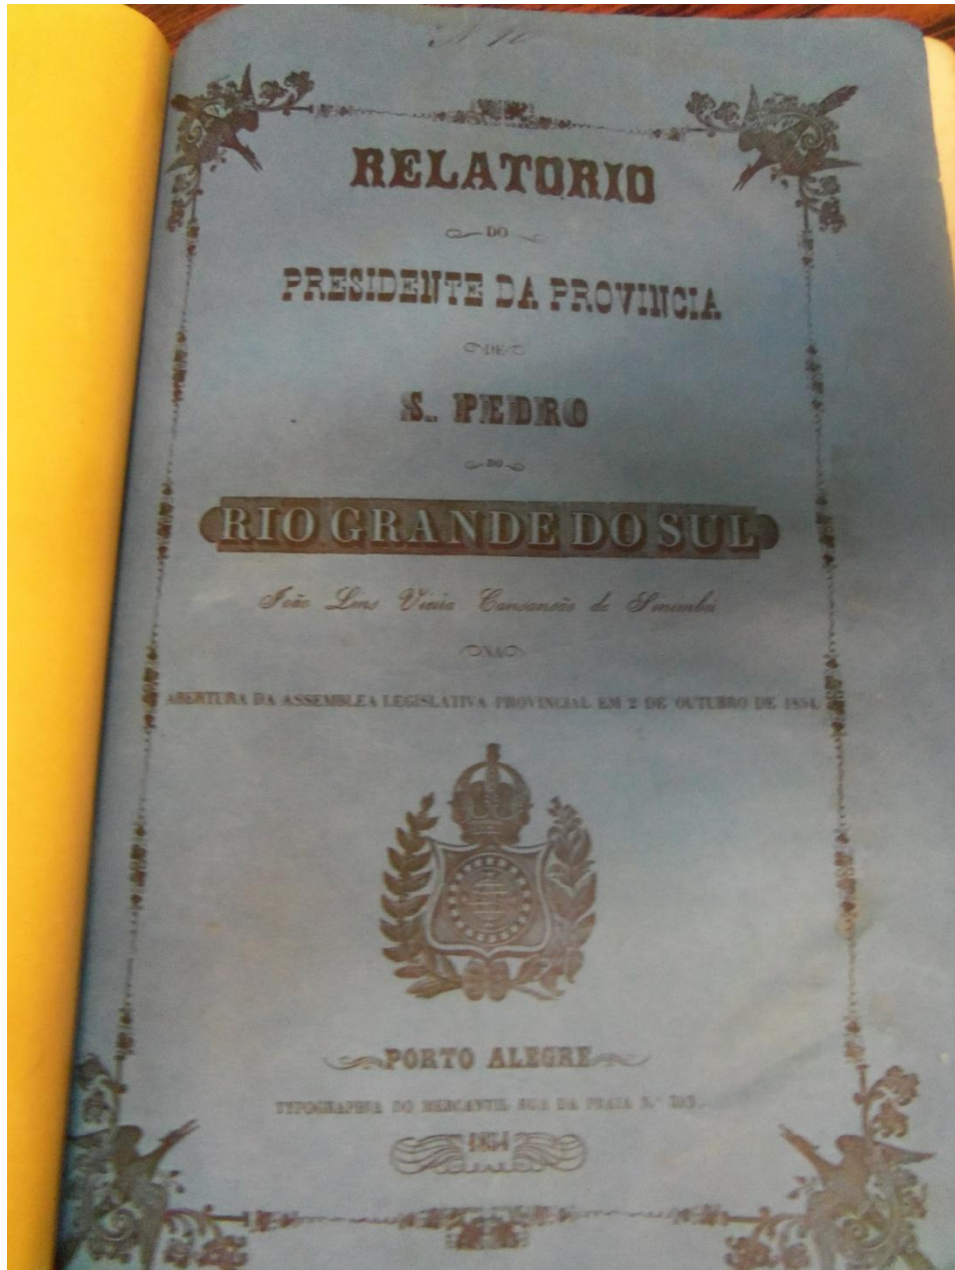 RELATORIO
DO
PRESIDENTE DA PROVINCIA
DE
S. PEDRO
DO
RIO GRANDE DO SUL
João Lins Vieira Cansansão de Sinimbú
NA
ABERTURA DA ASSEMBLEA LEGISLATIVA PROVINCIAL EM 2 DE OUTUBRO DE 1854.
PORTO ALEGRE
TYPOGRAPHIA DO MERCANTIL RUA DA PRAIA N.º
1854